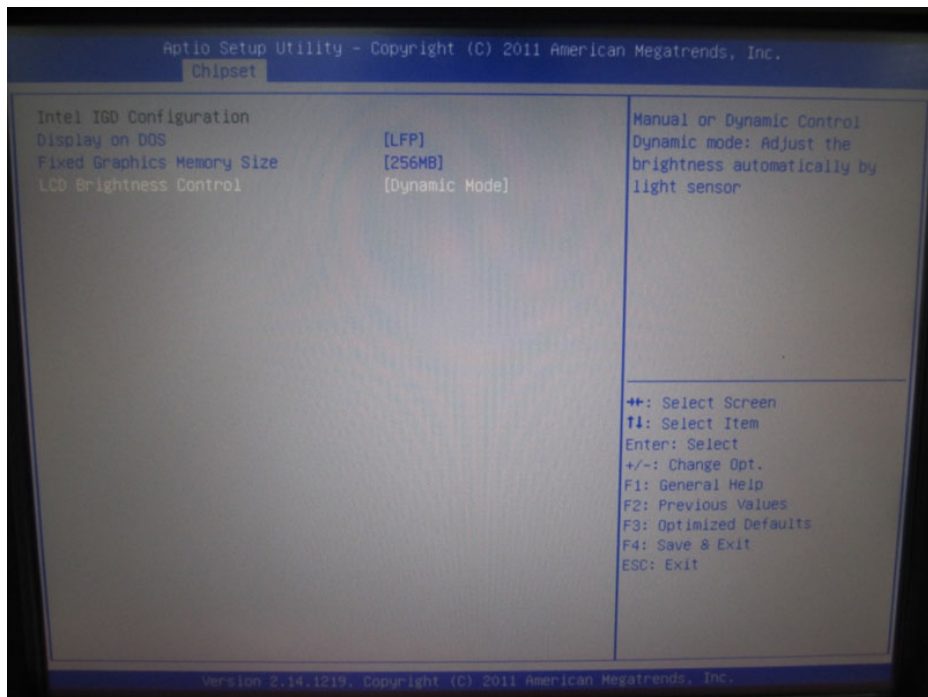 Aptio Setup Utility - Copyright (C) 2011 American Megatrends, Inc.
Chipset
Intel IGD Configuration
Display on DOS [LFP]
Fixed Graphics Memory Size [256MB]
LCD Brightness Control [Dynamic Mode]
Manual or Dynamic Control
Dynamic mode: Adjust the
brightness automatically by
light sensor
→←: Select Screen
↑↓: Select Item
Enter: Select
+/-: Change Opt.
F1: General Help
F2: Previous Values
F3: Optimized Defaults
F4: Save & Exit
ESC: Exit
Version 2.14.1219. Copyright (C) 2011 American Megatrends, Inc.